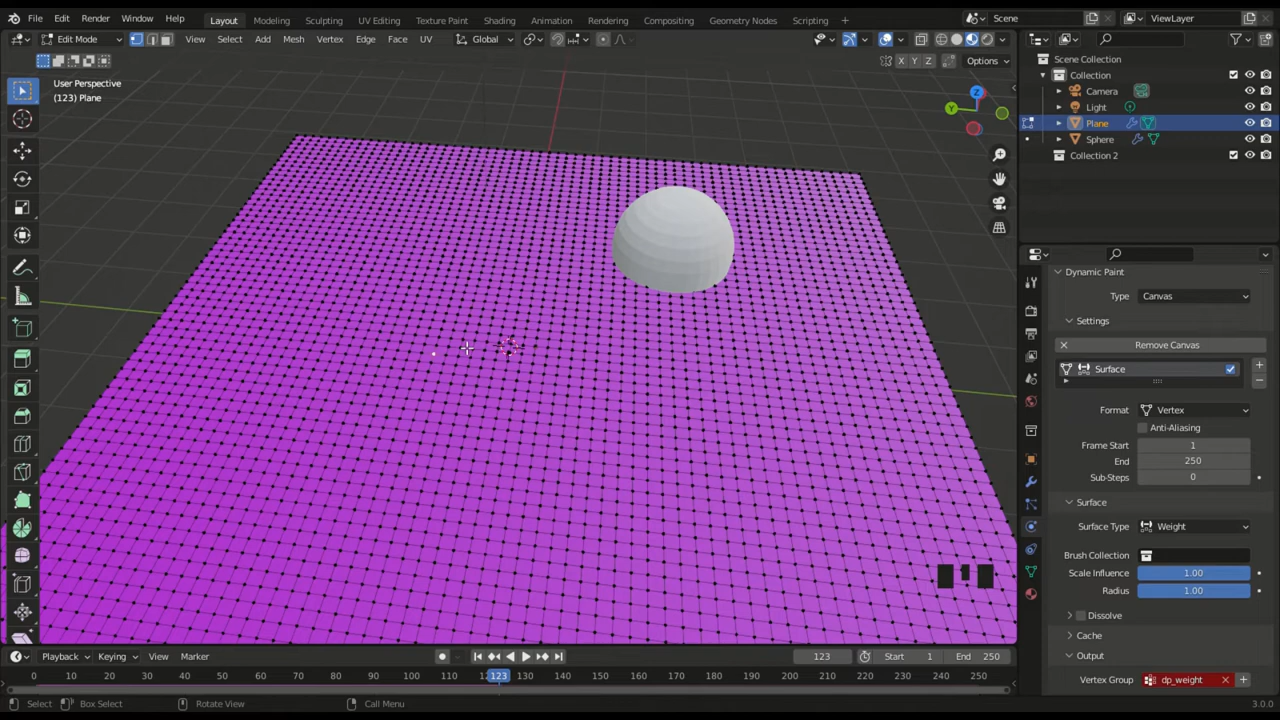 File Edit Render Window Help Layout Modeling Sculpting UV Editing Texture Paint Shading Animation Rendering Compositing Geometry Nodes Scripting + Scene ViewLayer
Edit Mode View Select Add Mesh Vertex Edge Face UV Global
X Y Z Options
User Perspective
(123) Plane
Z
Y
Scene Collection
Collection
Camera
Light
Plane
Sphere
Collection 2
Dynamic Paint
Type Canvas
Settings
Remove Canvas
Surface
Format Vertex
Anti-Aliasing
Frame Start 1
End 250
Sub-Steps 0
Surface
Surface Type Weight
Brush Collection
Scale Influence 1.00
Radius 1.00
Dissolve
Cache
Output
Vertex Group dp_weight
Playback Keying View Marker 123 Start 1 End 250
0 10 20 30 40 50 60 70 80 90 100 110 123 130 140 150 160 170 180 190 200 210 220 230 240 250
Select Box Select Rotate View Call Menu 3.0.0